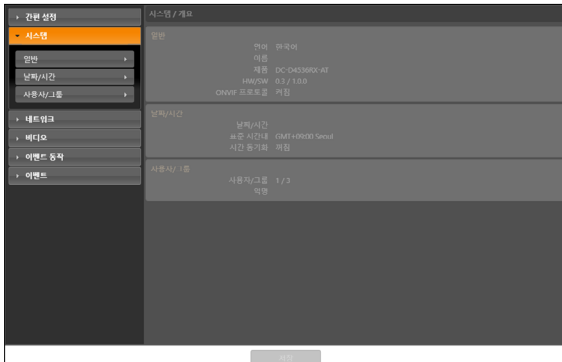 간편 설정
시스템
일반
날짜/시간
사용자/그룹
네트워크
비디오
이벤트 동작
이벤트
시스템 / 개요
일반
언어 한국어
이름
제품 DC-D4536RX-AT
HW/SW 0.3 / 1.0.0
ONVIF 프로토콜 켜짐
날짜/시간
날짜/시간
표준 시간대 GMT+09:00 Seoul
시간 동기화 꺼짐
사용자/그룹
사용자/그룹 1 / 3
익명
저장